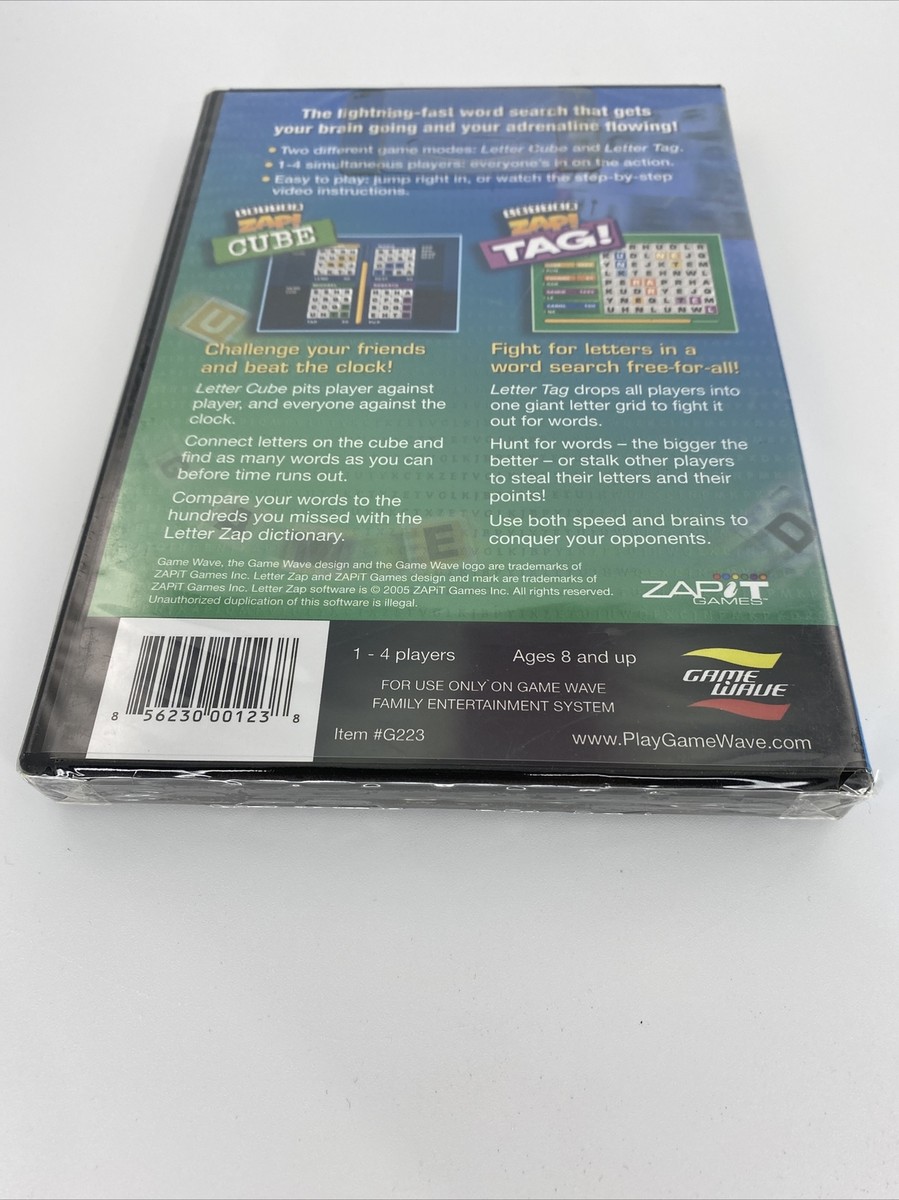 The lightning-fast word search that gets
your brain going and your adrenaline flowing!
• Two different game modes: Letter Cube and Letter Tag.
• 1-4 simultaneous players: everyone's in on the action.
• Easy to play: jump right in, or watch the step-by-step
video instructions.
ZAP!
CUBE
ZAP!
TAG!
U
Challenge your friends
and beat the clock!
Letter Cube pits player against
player, and everyone against the
clock.
Connect letters on the cube and
find as many words as you can
before time runs out.
Compare your words to the
hundreds you missed with the
Letter Zap dictionary.
Fight for letters in a
word search free-for-all!
Letter Tag drops all players into
one giant letter grid to fight it
out for words.
Hunt for words – the bigger the
better – or stalk other players
to steal their letters and their
points!
Use both speed and brains to
conquer your opponents.
E
D
Game Wave, the Game Wave design and the Game Wave logo are trademarks of
ZAPiT Games Inc. Letter Zap and ZAPiT Games design and mark are trademarks of
ZAPiT Games Inc. Letter Zap software is © 2005 ZAPiT Games Inc. All rights reserved.
Unauthorized duplication of this software is illegal.
ZAPiT
GAMES™
8 56230 00123 8
1 - 4 players
Ages 8 and up
FOR USE ONLY ON GAME WAVE
FAMILY ENTERTAINMENT SYSTEM
Item #G223
GAME
WAVE™
www.PlayGameWave.com